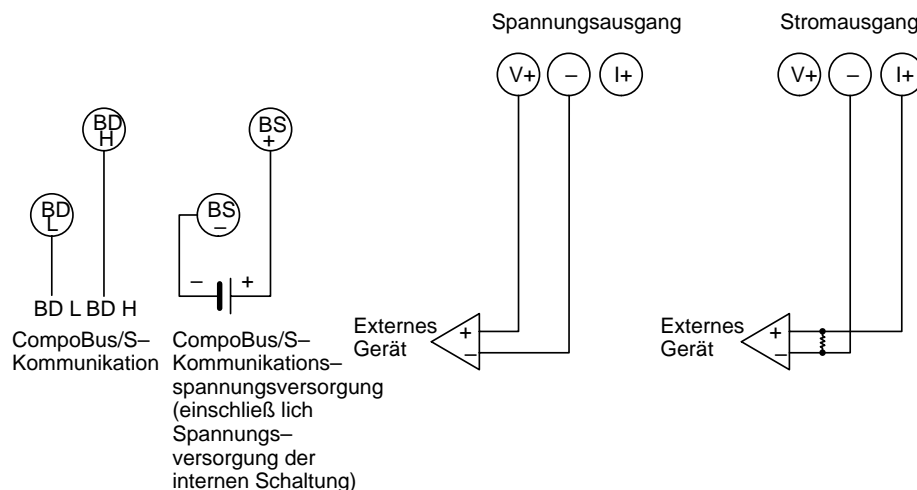 Spannungsausgang
Stromausgang
V+ – I+
V+ – I+
BD H
BS +
BD L
BS –
– +
BD L BD H
CompoBus/S–
Kommunikation
CompoBus/S–
Kommunikations–
spannungsversorgung
(einschließ lich
Spannungs–
versorgung der
internen Schaltung)
Externes
Gerät
+
–
Externes
Gerät
+
–